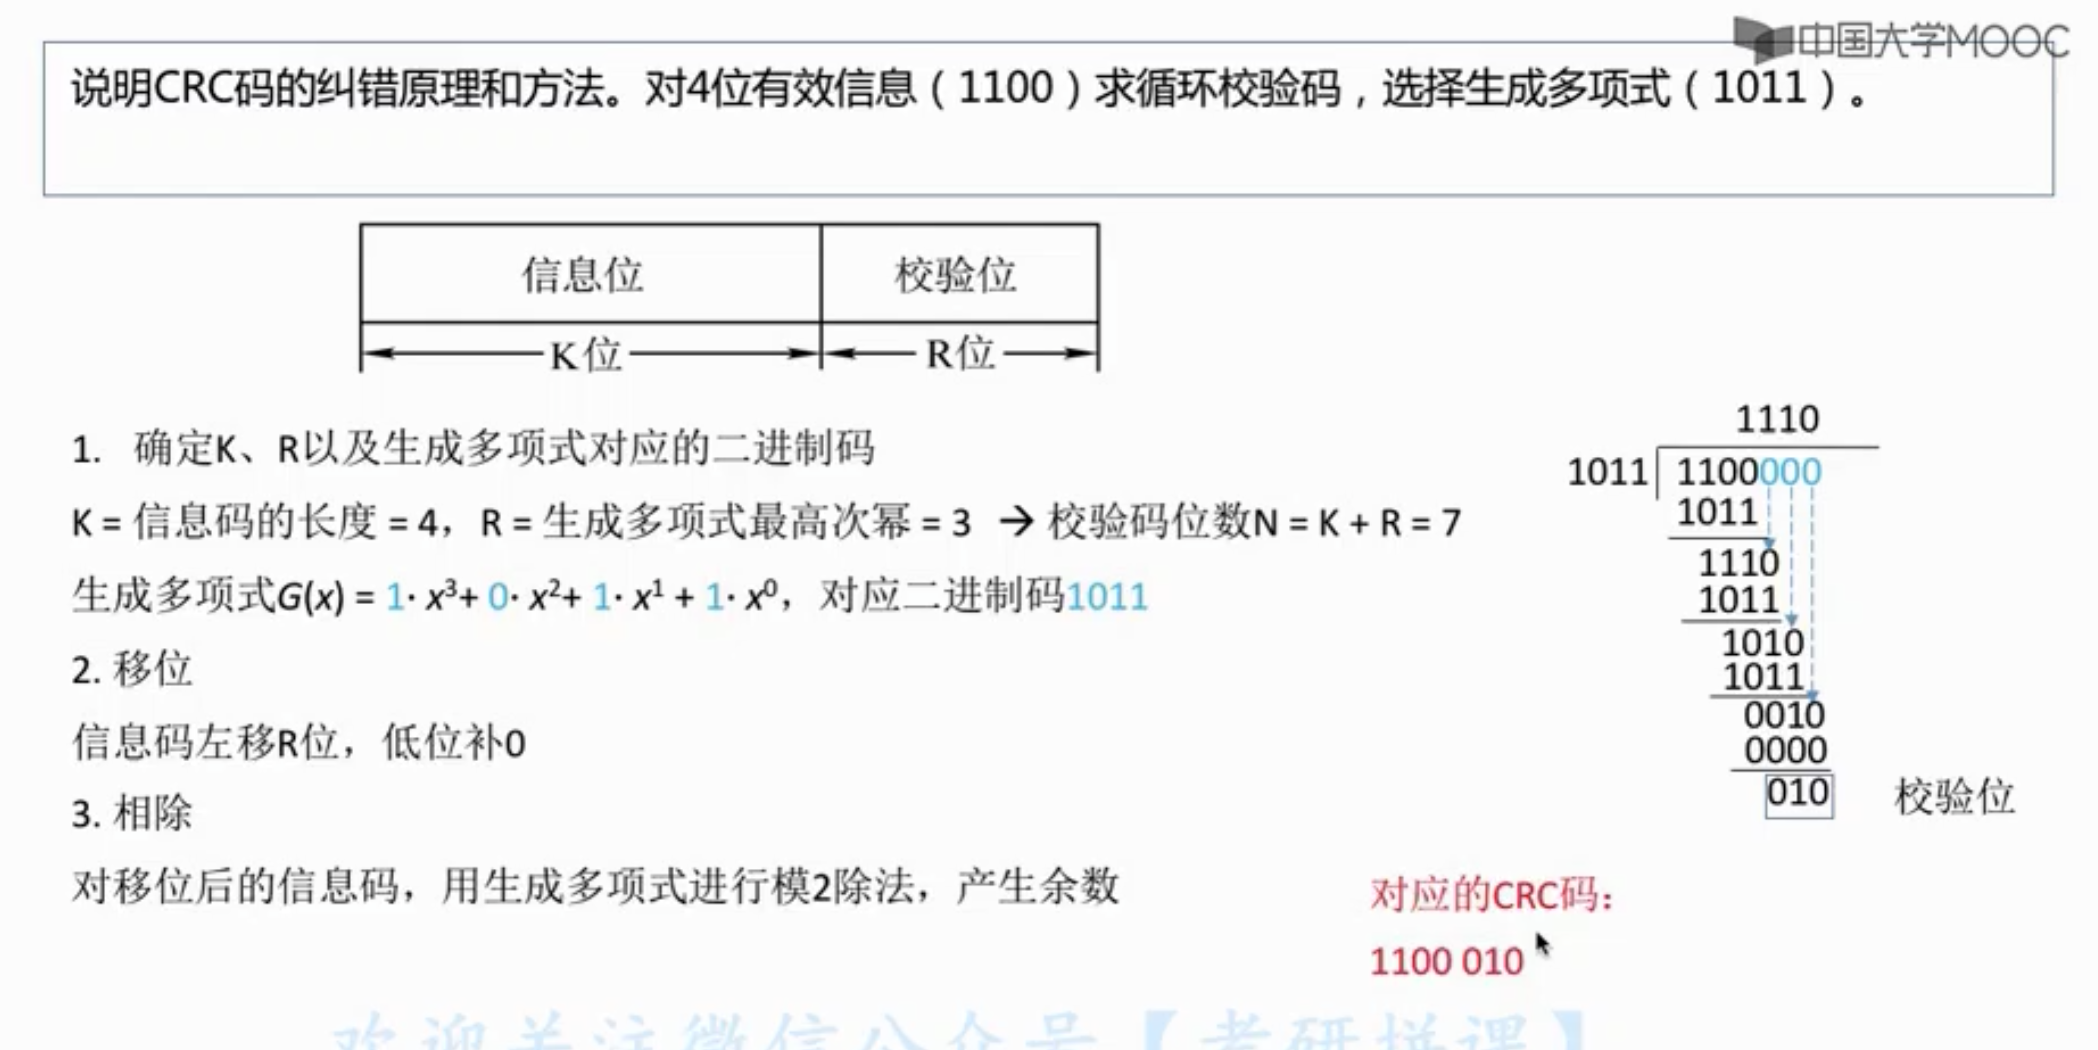 中国大学MOOC
说明CRC码的纠错原理和方法。对4位有效信息（1100）求循环校验码，选择生成多项式（1011）。
信息位 校验位
K位 R位
1. 确定K、R以及生成多项式对应的二进制码
K = 信息码的长度 = 4，R = 生成多项式最高次幂 = 3 → 校验码位数N = K + R = 7
生成多项式G(x) = 1· x³+ 0· x²+ 1· x¹ + 1· x⁰，对应二进制码1011
2. 移位
信息码左移R位，低位补0
3. 相除
对移位后的信息码，用生成多项式进行模2除法，产生余数
1110
1011 1100000
1011
1110
1011
1010
1011
0010
0000
010 校验位
对应的CRC码：
1100 010
欢迎关注微信公众号【考研拼课】